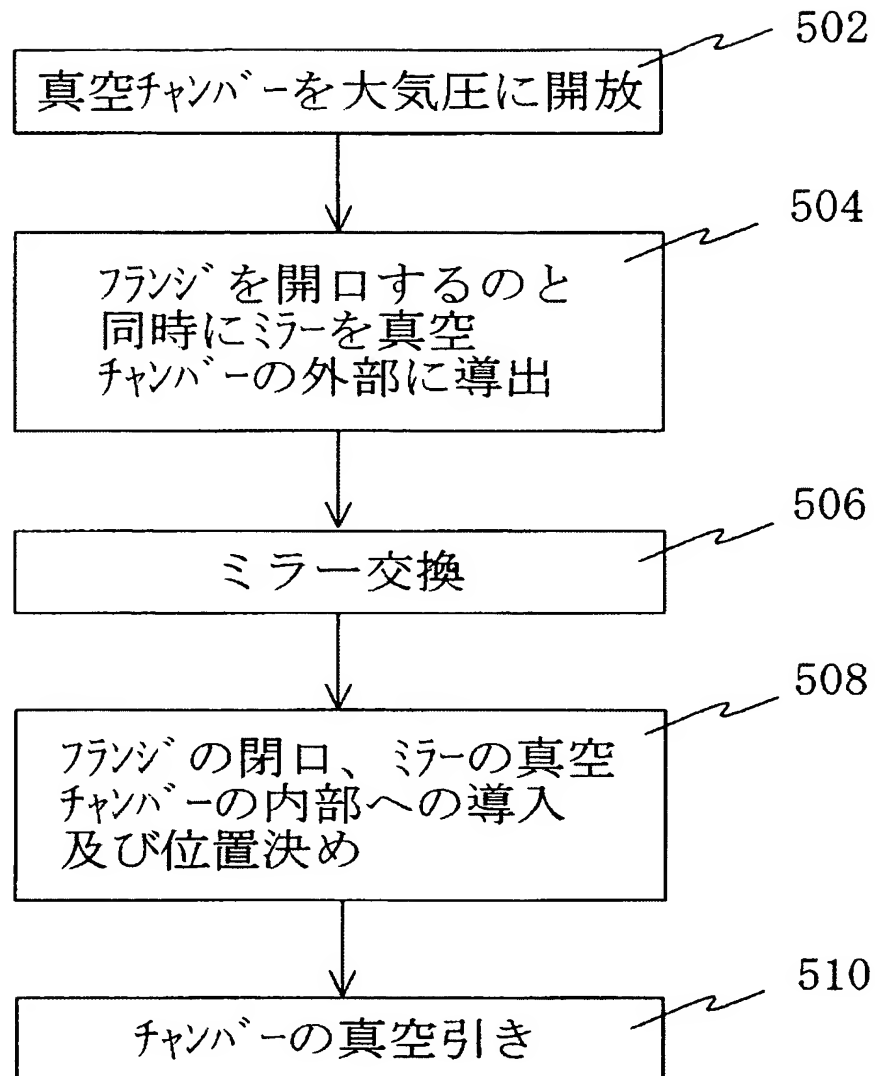 502
真空ﾁｬﾝﾊﾞｰを大気圧に開放
504
ﾌﾗﾝｼﾞを開口するのと
同時にﾐﾗｰを真空
ﾁｬﾝﾊﾞｰの外部に導出
506
ミラー交換
508
ﾌﾗﾝｼﾞの閉口、ﾐﾗｰの真空
ﾁｬﾝﾊﾞｰの内部への導入
及び位置決め
510
ﾁｬﾝﾊﾞｰの真空引き